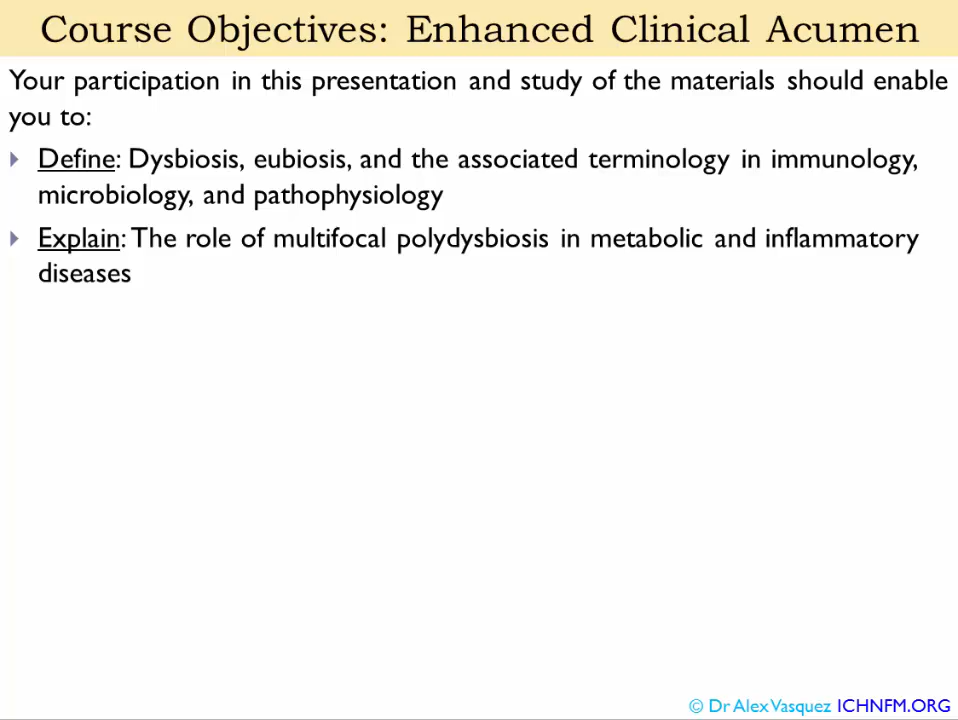 Course Objectives: Enhanced Clinical Acumen
Your participation in this presentation and study of the materials should enable
you to:
Define: Dysbiosis, eubiosis, and the associated terminology in immunology,
microbiology, and pathophysiology
Explain: The role of multifocal polydysbiosis in metabolic and inflammatory
diseases
© Dr Alex Vasquez ICHNFM.ORG